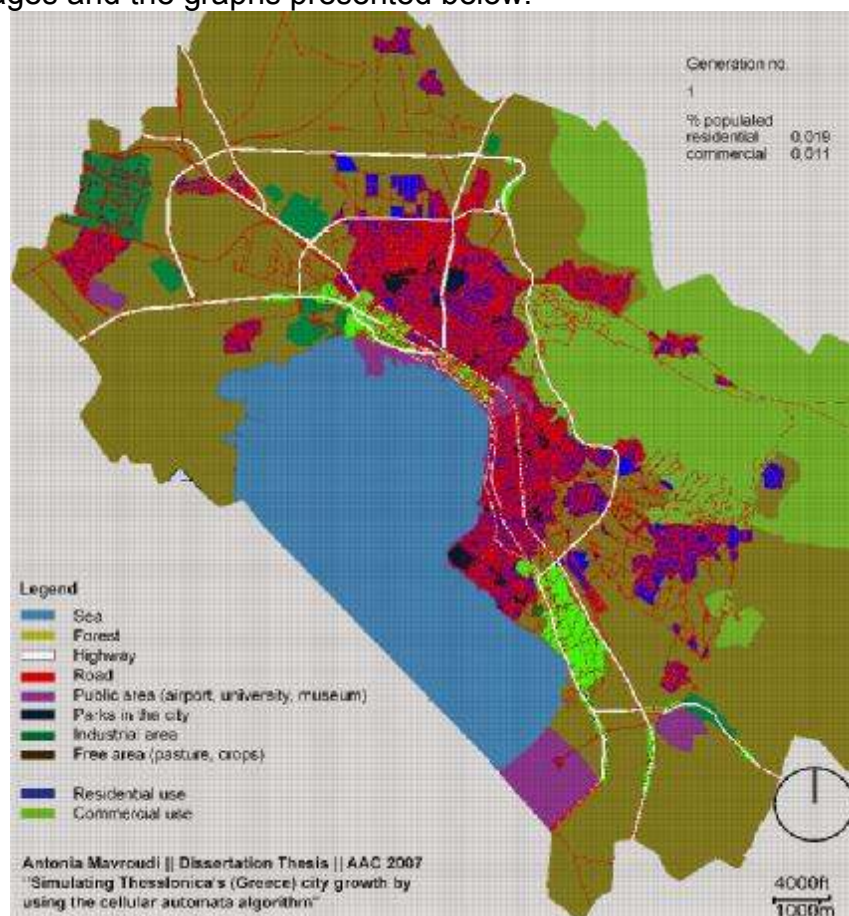 ages and the graphs presented below.
Generation no.
1
% populated
residential 0,019
commercial 0,011
Legend
Sea
Forest
Highway
Road
Public area (airport, university, museum)
Parks in the city
Industrial area
Free area (pasture, crops)
Residential use
Commercial use
Antonia Mavroudi || Dissertation Thesis || AAC 2007
"Simulating Thesslonica's (Greece) city growth by
using the cellular automata algorithm"
4000ft
1000m